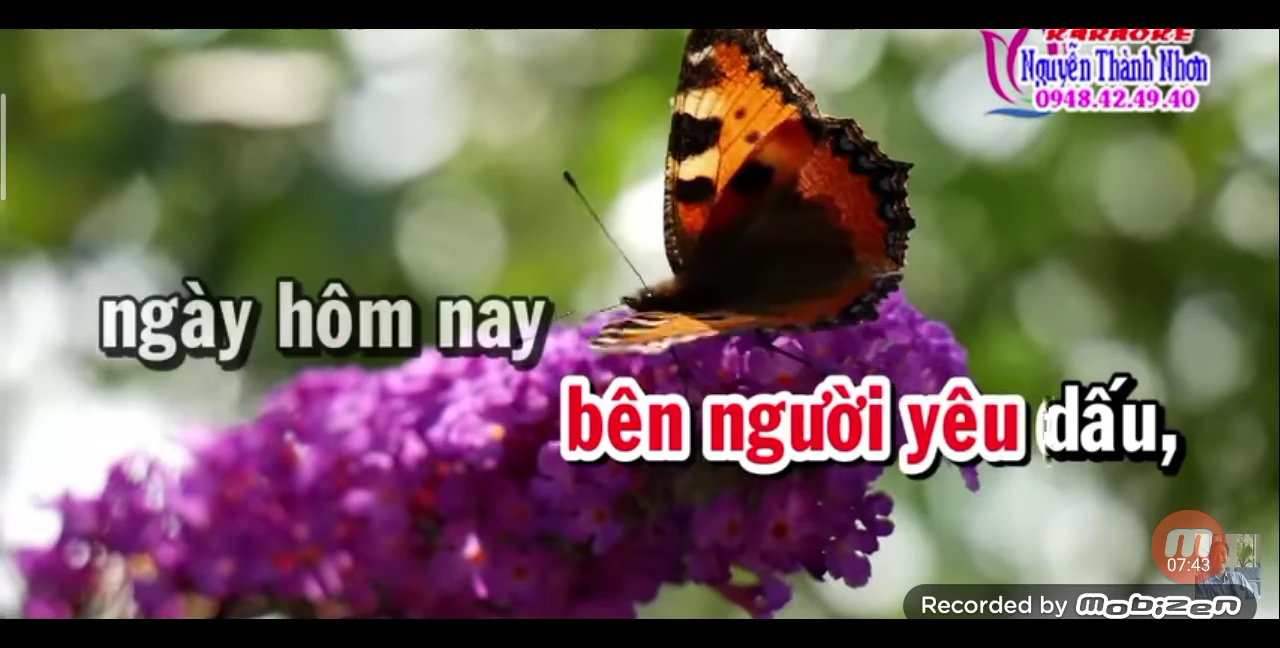 KARAOKE
Nguyễn Thành Nhơn
0948.42.49.40
ngày hôm nay
bên người yêu dấu,
07:43
Recorded by mobizen